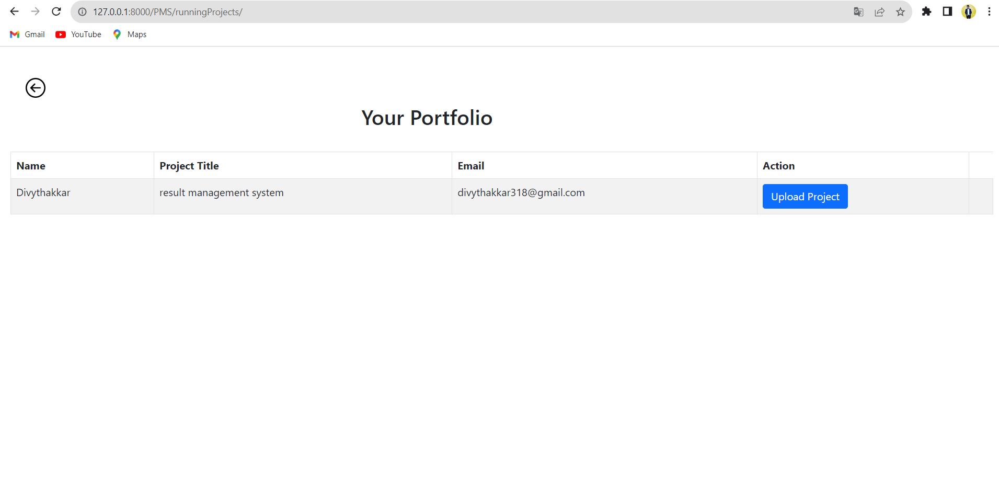 127.0.0.1:8000/PMS/runningProjects/
Gmail YouTube Maps
Your Portfolio
Name Project Title Email Action
Divythakkar result management system divythakkar318@gmail.com Upload Project